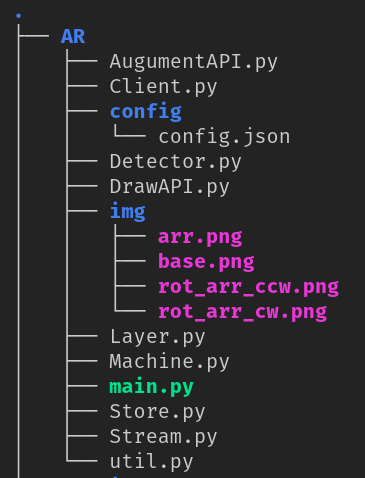 .
├── AR
│   ├── AugumentAPI.py
│   ├── Client.py
│   ├── config
│   │   └── config.json
│   ├── Detector.py
│   ├── DrawAPI.py
│   ├── img
│   │   ├── arr.png
│   │   ├── base.png
│   │   ├── rot_arr_ccw.png
│   │   └── rot_arr_cw.png
│   ├── Layer.py
│   ├── Machine.py
│   ├── main.py
│   ├── Store.py
│   ├── Stream.py
│   └── util.py